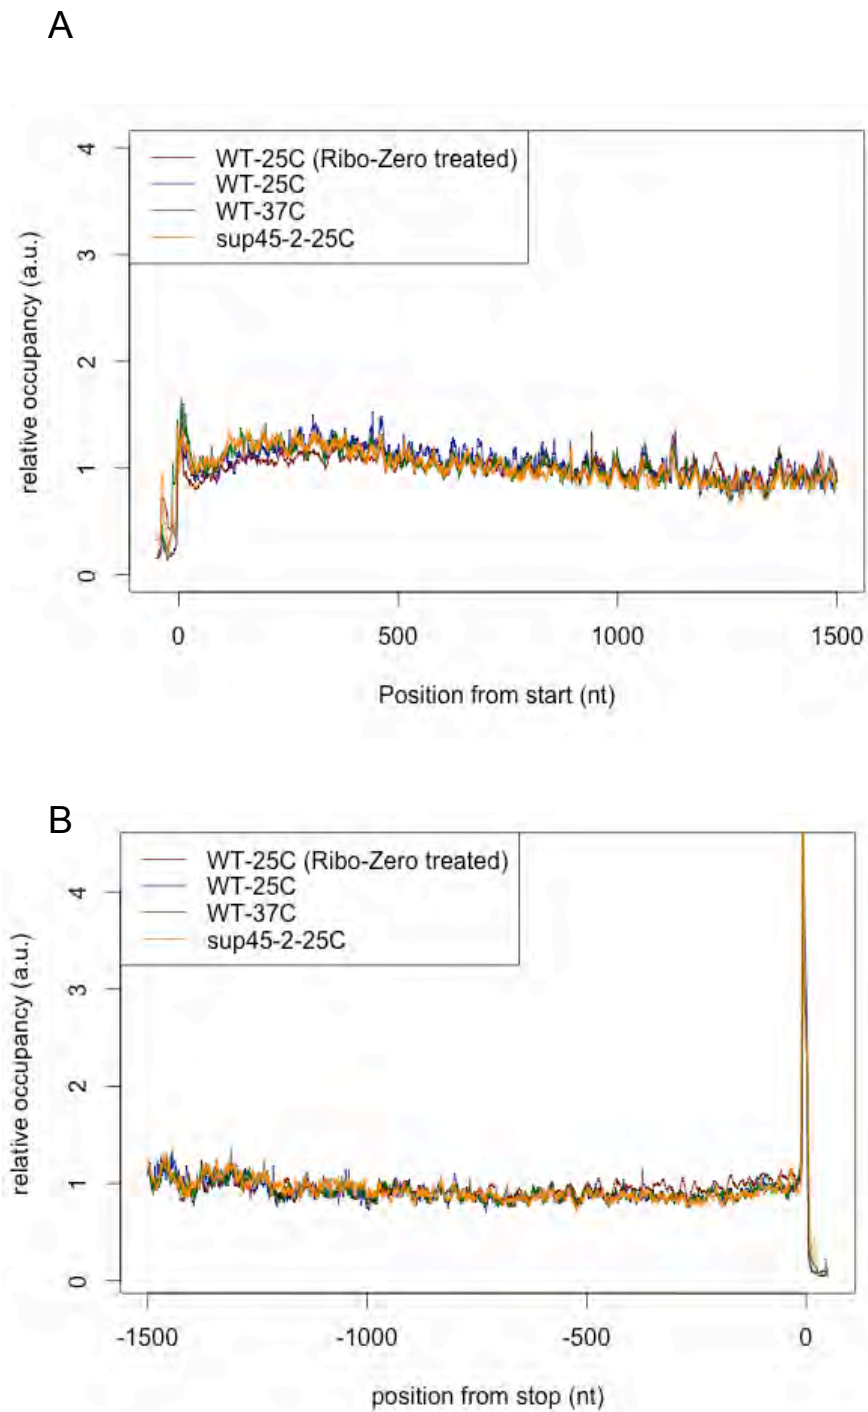 A
WT-25C (Ribo-Zero treated)
WT-25C
WT-37C
sup45-2-25C
relative occupancy (a.u.)
4
3
2
1
0
0 500 1000 1500
Position from start (nt)
B
WT-25C (Ribo-Zero treated)
WT-25C
WT-37C
sup45-2-25C
relative occupancy (a.u.)
4
3
2
1
0
-1500 -1000 -500 0
position from stop (nt)